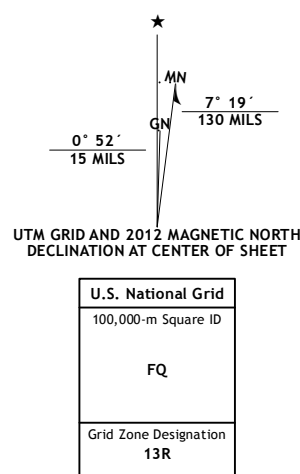 ★
MN
7° 19´
130 MILS
GN
0° 52´
15 MILS
UTM GRID AND 2012 MAGNETIC NORTH
DECLINATION AT CENTER OF SHEET
U.S. National Grid
100,000-m Square ID
FQ
Grid Zone Designation
13R